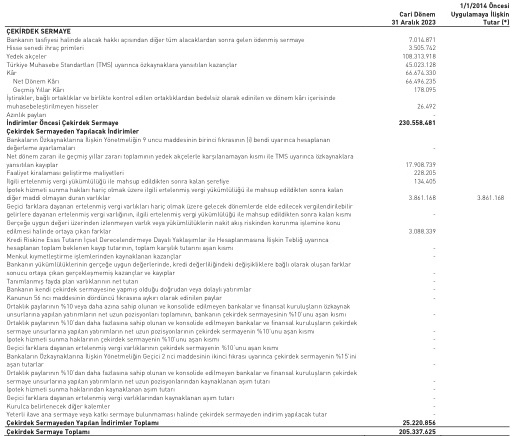 1/1/2014 Öncesi
Cari Dönem Uygulamaya İlişkin
31 Aralık 2023 Tutar (*)
ÇEKİRDEK SERMAYE
Bankanın tasfiyesi halinde alacak hakkı açısından diğer tüm alacaklardan sonra gelen ödenmiş sermaye 7.014.871
Hisse senedi ihraç primleri 3.505.742
Yedek akçeler 108.313.918
Türkiye Muhasebe Standartları (TMS) uyarınca özkaynaklara yansıtılan kazançlar 45.023.128
Kâr 66.674.330
Net Dönem Kârı 66.496.235
Geçmiş Yıllar Kârı 178.095
İştirakler, bağlı ortaklıklar ve birlikte kontrol edilen ortaklıklardan bedelsiz olarak edinilen ve dönem kârı içerisinde
muhasebeleştirilmeyen hisseler 26.492
Azınlık payları
İndirimler Öncesi Çekirdek Sermaye 230.558.481
Çekirdek Sermayeden Yapılacak İndirimler
Bankaların Özkaynaklarına İlişkin Yönetmeliğin 9 uncu maddesinin birinci fıkrasının (i) bendi uyarınca hesaplanan
değerleme ayarlamaları -
Net dönem zararı ile geçmiş yıllar zararı toplamının yedek akçelerle karşılanamayan kısmı ile TMS uyarınca özkaynaklara
yansıtılan kayıplar 17.908.739
Faaliyet kiralaması geliştirme maliyetleri 228.205
İlgili ertelenmiş vergi yükümlülüğü ile mahsup edildikten sonra kalan şerefiye 134.405
İpotek hizmeti sunma hakları hariç olmak üzere ilgili ertelenmiş vergi yükümlülüğü ile mahsup edildikten sonra kalan
diğer maddi olmayan duran varlıklar 3.861.168 3.861.168
Geçici farklara dayanan ertelenmiş vergi varlıkları hariç olmak üzere gelecek dönemlerde elde edilecek vergilendirilebilir
gelirlere dayanan ertelenmiş vergi varlığının, ilgili ertelenmiş vergi yükümlülüğü ile mahsup edildikten sonra kalan kısmı -
Gerçeğe uygun değeri üzerinden izlenmeyen varlık veya yükümlülüklerin nakit akış riskinden korunma işlemine konu
edilmesi halinde ortaya çıkan farklar 3.088.339
Kredi Riskine Esas Tutarın İçsel Derecelendirmeye Dayalı Yaklaşımlar ile Hesaplanmasına İlişkin Tebliğ uyarınca
hesaplanan toplam beklenen kayıp tutarının, toplam karşılık tutarını aşan kısmı -
Menkul kıymetleştirme işlemlerinden kaynaklanan kazançlar -
Bankanın yükümlülüklerinin gerçeğe uygun değerlerinde, kredi değerliliğindeki değişikliklere bağlı olarak oluşan farklar
sonucu ortaya çıkan gerçekleşmemiş kazançlar ve kayıplar -
Tanımlanmış fayda plan varlıklarının net tutarı -
Bankanın kendi çekirdek sermayesine yapmış olduğu doğrudan veya dolaylı yatırımlar -
Kanunun 56 ncı maddesinin dördüncü fıkrasına aykırı olarak edinilen paylar -
Ortaklık paylarının %10 veya daha azına sahip olunan ve konsolide edilmeyen bankalar ve finansal kuruluşların özkaynak
unsurlarına yapılan yatırımların net uzun pozisyonları toplamının, bankanın çekirdek sermayesinin %10'unu aşan kısmı -
Ortaklık paylarının %10'dan daha fazlasına sahip olunan ve konsolide edilmeyen bankalar ve finansal kuruluşların çekirdek
sermaye unsurlarına yapılan yatırımların net uzun pozisyonlarının çekirdek sermayenin %10'unu aşan kısmı -
İpotek hizmeti sunma haklarının çekirdek sermayenin %10'unu aşan kısmı -
Geçici farklara dayanan ertelenmiş vergi varlıklarının çekirdek sermayenin %10'unu aşan kısmı -
Bankaların Özkaynaklarına İlişkin Yönetmeliğin Geçici 2 nci maddesinin ikinci fıkrası uyarınca çekirdek sermayenin %15'ini
aşan tutarlar -
Ortaklık paylarının %10'dan daha fazlasına sahip olunan ve konsolide edilmeyen bankalar ve finansal kuruluşların çekirdek
sermaye unsurlarına yapılan yatırımların net uzun pozisyonlarından kaynaklanan aşım tutarı -
İpotek hizmeti sunma haklarından kaynaklanan aşım tutarı -
Geçici farklara dayanan ertelenmiş vergi varlıklarından kaynaklanan aşım tutarı -
Kurulca belirlenecek diğer kalemler -
Yeterli ilave ana sermaye veya katkı sermaye bulunmaması halinde çekirdek sermayeden indirim yapılacak tutar -
Çekirdek Sermayeden Yapılan İndirimler Toplamı 25.220.856
Çekirdek Sermaye Toplamı 205.337.625